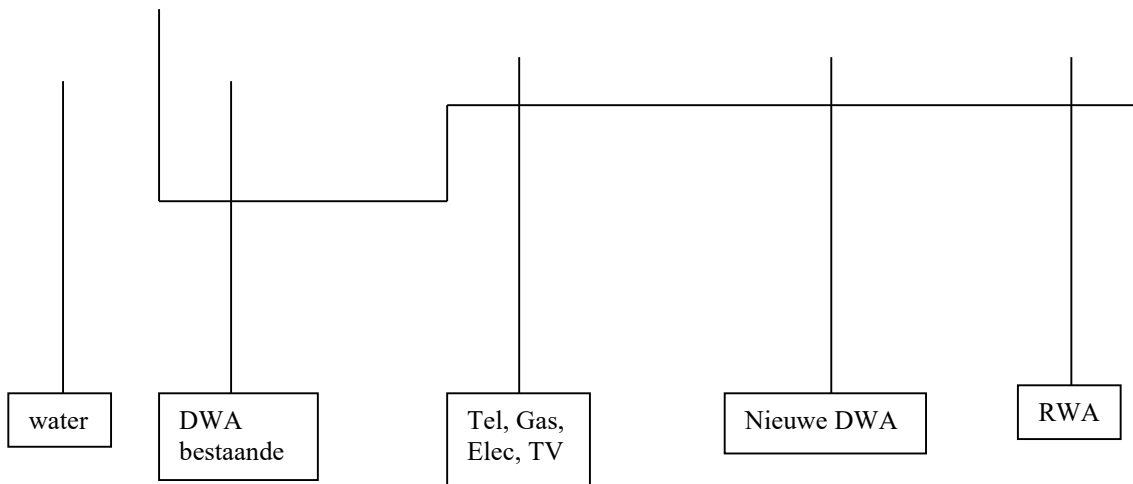 water
DWA
bestaande
Tel, Gas,
Elec, TV
Nieuwe DWA
RWA